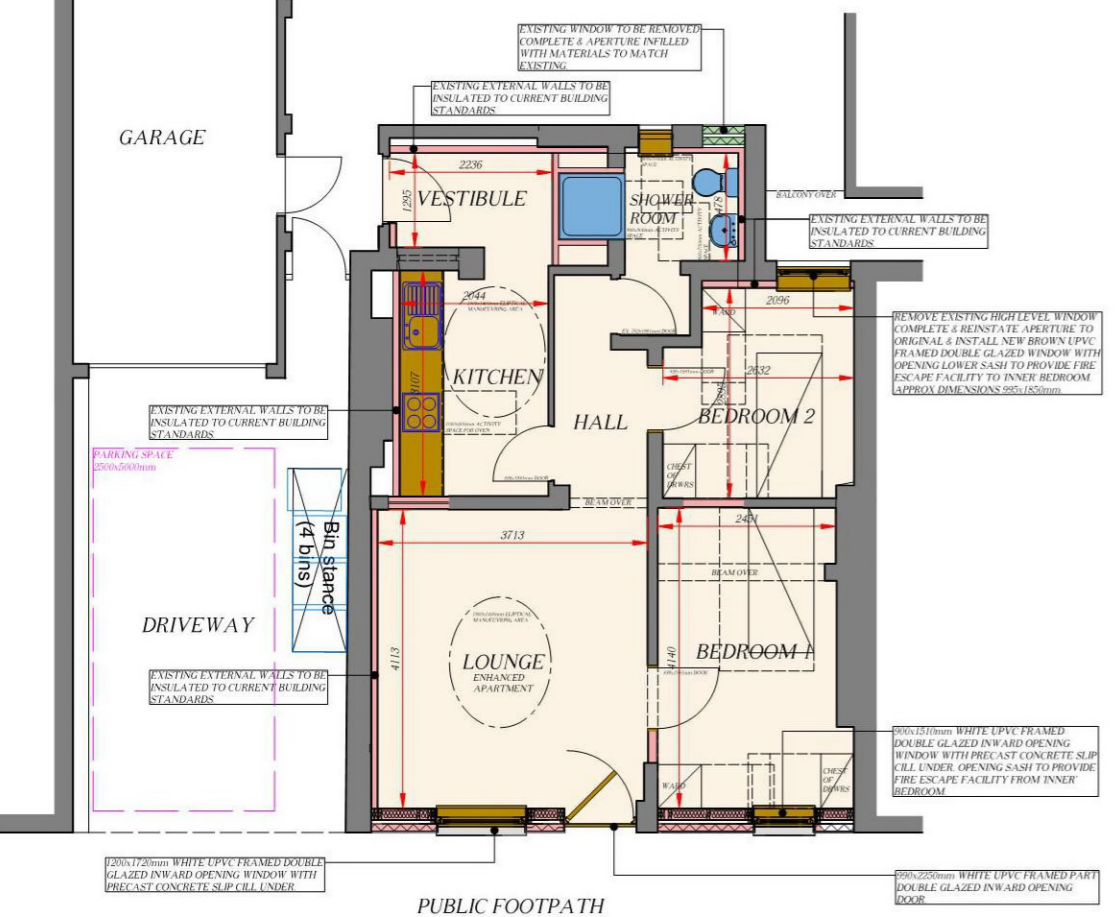 EXISTING WINDOW TO BE REMOVED
COMPLETE & APERTURE INFILLED
WITH MATERIALS TO MATCH
EXISTING.
EXISTING EXTERNAL WALLS TO BE
INSULATED TO CURRENT BUILDING
STANDARDS.
GARAGE
2236
1295
VESTIBULE
SHOWER
ROOM
BALCONY OVER
EXISTING EXTERNAL WALLS TO BE
INSULATED TO CURRENT BUILDING
STANDARDS.
2044
WARD
2096
REMOVE EXISTING HIGH LEVEL WINDOW
COMPLETE & REINSTATE APERTURE TO
ORIGINAL & INSTALL NEW BROWN UPVC
FRAMED DOUBLE GLAZED WINDOW WITH
OPENING LOWER SASH TO PROVIDE FIRE
ESCAPE FACILITY TO 'INNER' BEDROOM.
APPROX DIMENSIONS 995x1850mm.
KITCHEN
2632
EXISTING EXTERNAL WALLS TO BE
INSULATED TO CURRENT BUILDING
STANDARDS.
HALL
BEDROOM 2
PARKING SPACE
2500x5000mm
CHEST
OF
DRWRS
BEAM OVER
Bin stance
(4 bins)
3713
2451
BEAM OVER
DRIVEWAY
4113
LOUNGE
ENHANCED
APARTMENT
4140
BEDROOM 1
EXISTING EXTERNAL WALLS TO BE
INSULATED TO CURRENT BUILDING
STANDARDS.
900x1510mm WHITE UPVC FRAMED
DOUBLE GLAZED INWARD OPENING
WINDOW WITH PRECAST CONCRETE SLIP
CILL UNDER. OPENING SASH TO PROVIDE
FIRE ESCAPE FACILITY FROM 'INNER'
BEDROOM.
WARD
CHEST
OF
DRWRS
1200x1720mm WHITE UPVC FRAMED DOUBLE
GLAZED INWARD OPENING WINDOW WITH
PRECAST CONCRETE SLIP CILL UNDER.
990x2250mm WHITE UPVC FRAMED PART
DOUBLE GLAZED INWARD OPENING
DOOR.
PUBLIC FOOTPATH